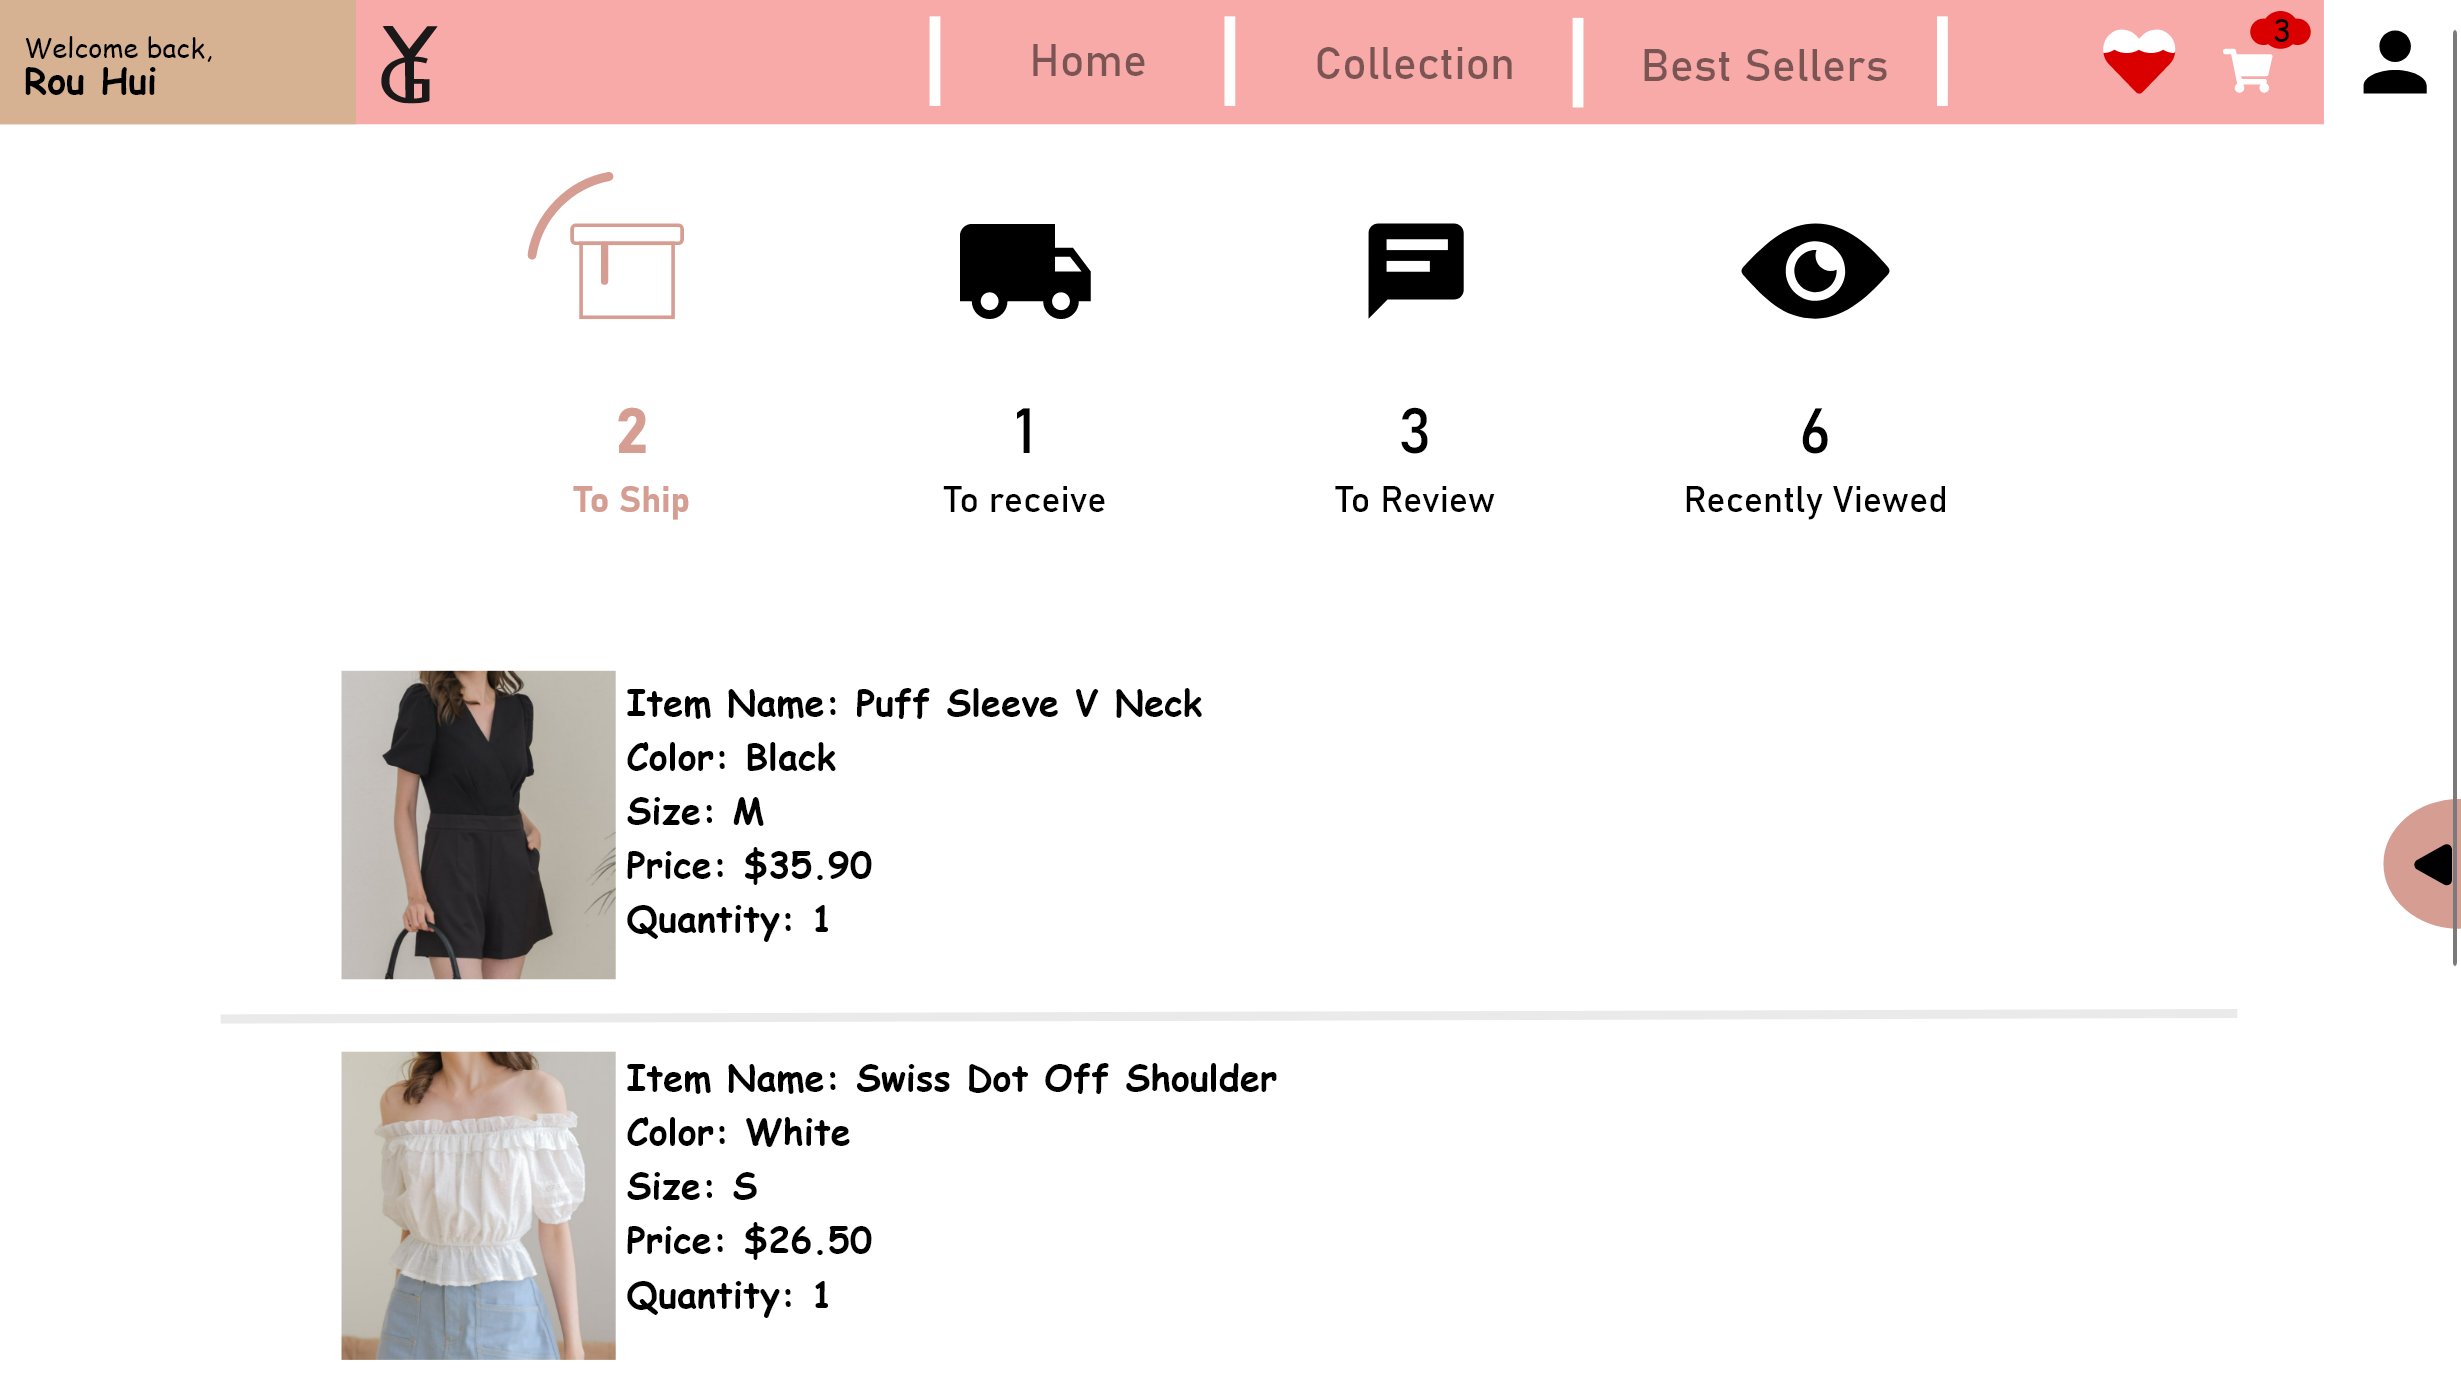 Welcome back,
Rou Hui
YG
Home
Collection
Best Sellers
3
2
To Ship
1
To receive
3
To Review
6
Recently Viewed
Item Name: Puff Sleeve V Neck
Color: Black
Size: M
Price: $35.90
Quantity: 1
Item Name: Swiss Dot Off Shoulder
Color: White
Size: S
Price: $26.50
Quantity: 1